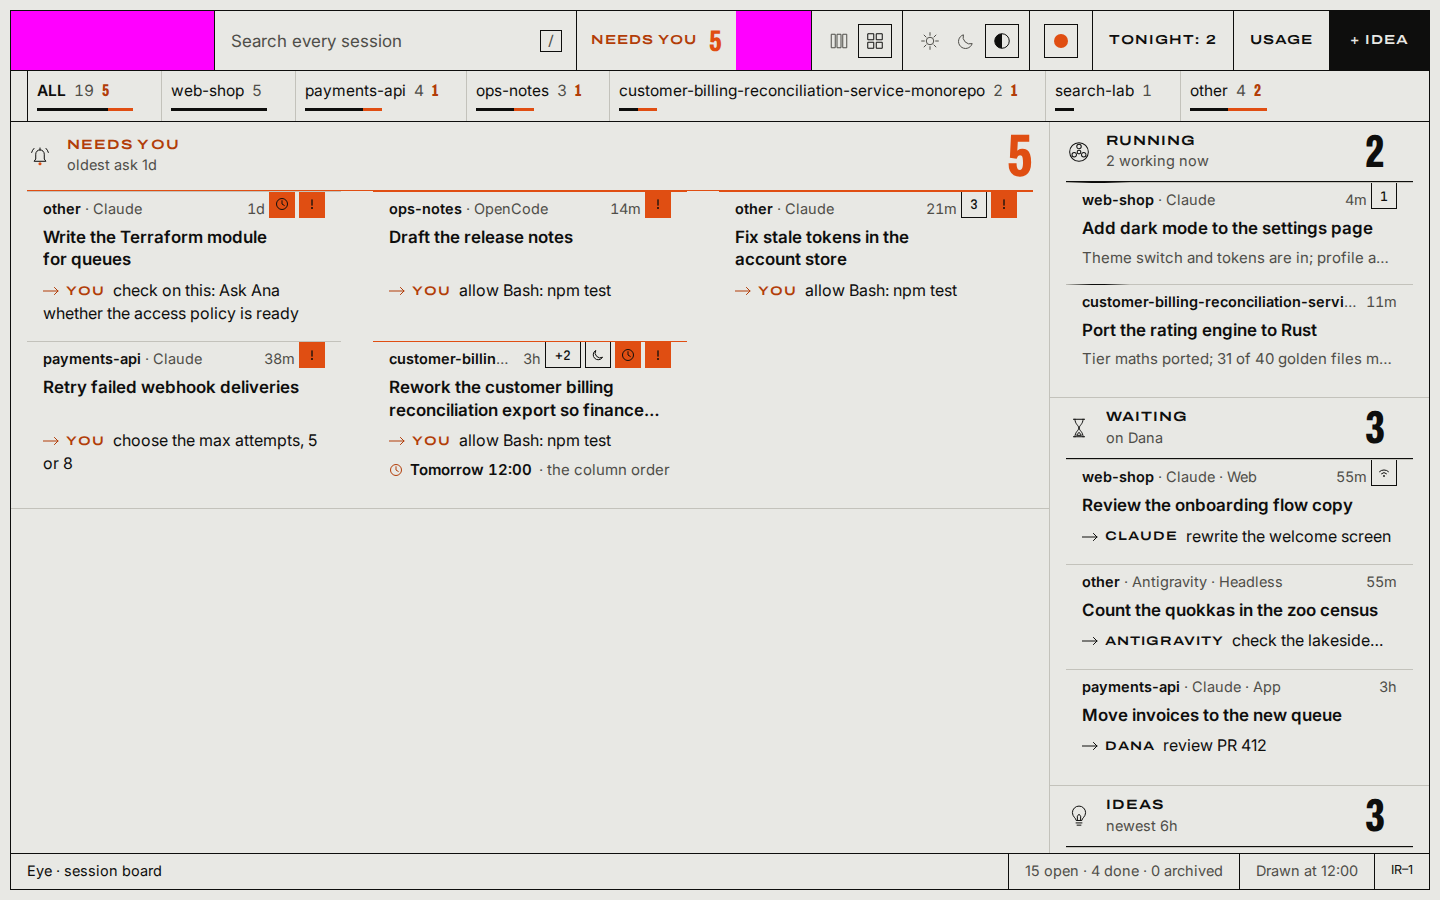 Search every session /
NEEDS YOU 5
TONIGHT: 2
USAGE
+ IDEA
ALL 19 5
web-shop 5
payments-api 4 1
ops-notes 3 1
customer-billing-reconciliation-service-monorepo 2 1
search-lab 1
other 4 2
NEEDS YOU
oldest ask 1d
5
other · Claude 1d !
Write the Terraform module
for queues
→ YOU check on this: Ask Ana
whether the access policy is ready
ops-notes · OpenCode 14m !
Draft the release notes
→ YOU allow Bash: npm test
other · Claude 21m 3 !
Fix stale tokens in the
account store
→ YOU allow Bash: npm test
payments-api · Claude 38m !
Retry failed webhook deliveries
→ YOU choose the max attempts, 5
or 8
customer-billin... 3h +2 !
Rework the customer billing
reconciliation export so finance...
→ YOU allow Bash: npm test
Tomorrow 12:00 · the column order
RUNNING
2 working now
2
web-shop · Claude 4m 1
Add dark mode to the settings page
Theme switch and tokens are in; profile a...
customer-billing-reconciliation-servi... 11m
Port the rating engine to Rust
Tier maths ported; 31 of 40 golden files m...
WAITING
on Dana
3
web-shop · Claude · Web 55m
Review the onboarding flow copy
→ CLAUDE rewrite the welcome screen
other · Antigravity · Headless 55m
Count the quokkas in the zoo census
→ ANTIGRAVITY check the lakeside...
payments-api · Claude · App 3h
Move invoices to the new queue
→ DANA review PR 412
IDEAS
newest 6h
3
Eye · session board
15 open · 4 done · 0 archived
Drawn at 12:00
IR–1